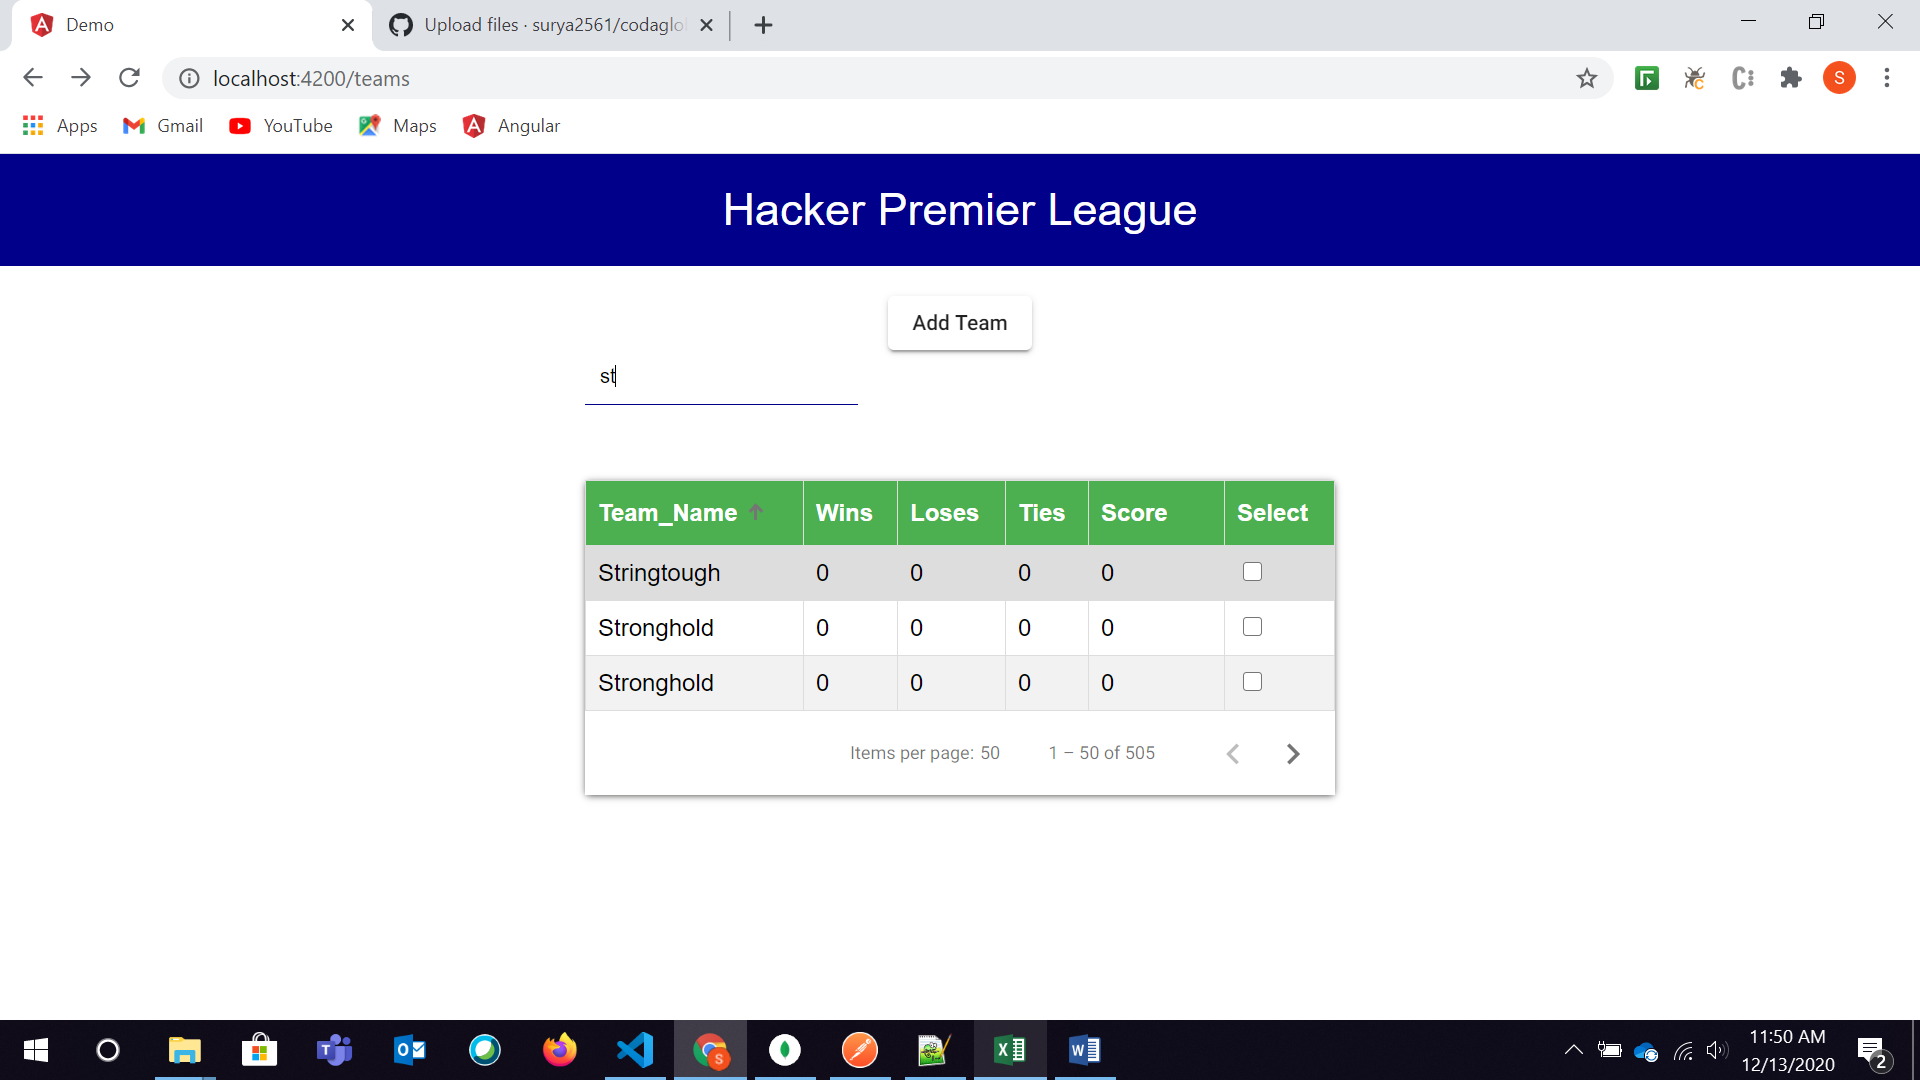 Demo
Upload files · surya2561/codaglo
localhost:4200/teams
S
Apps Gmail YouTube Maps Angular
Hacker Premier League
Add Team
st
Team_Name Wins Loses Ties Score Select
Stringtough 0 0 0 0
Stronghold 0 0 0 0
Stronghold 0 0 0 0
Items per page: 50 1 – 50 of 505
11:50 AM
12/13/2020
2